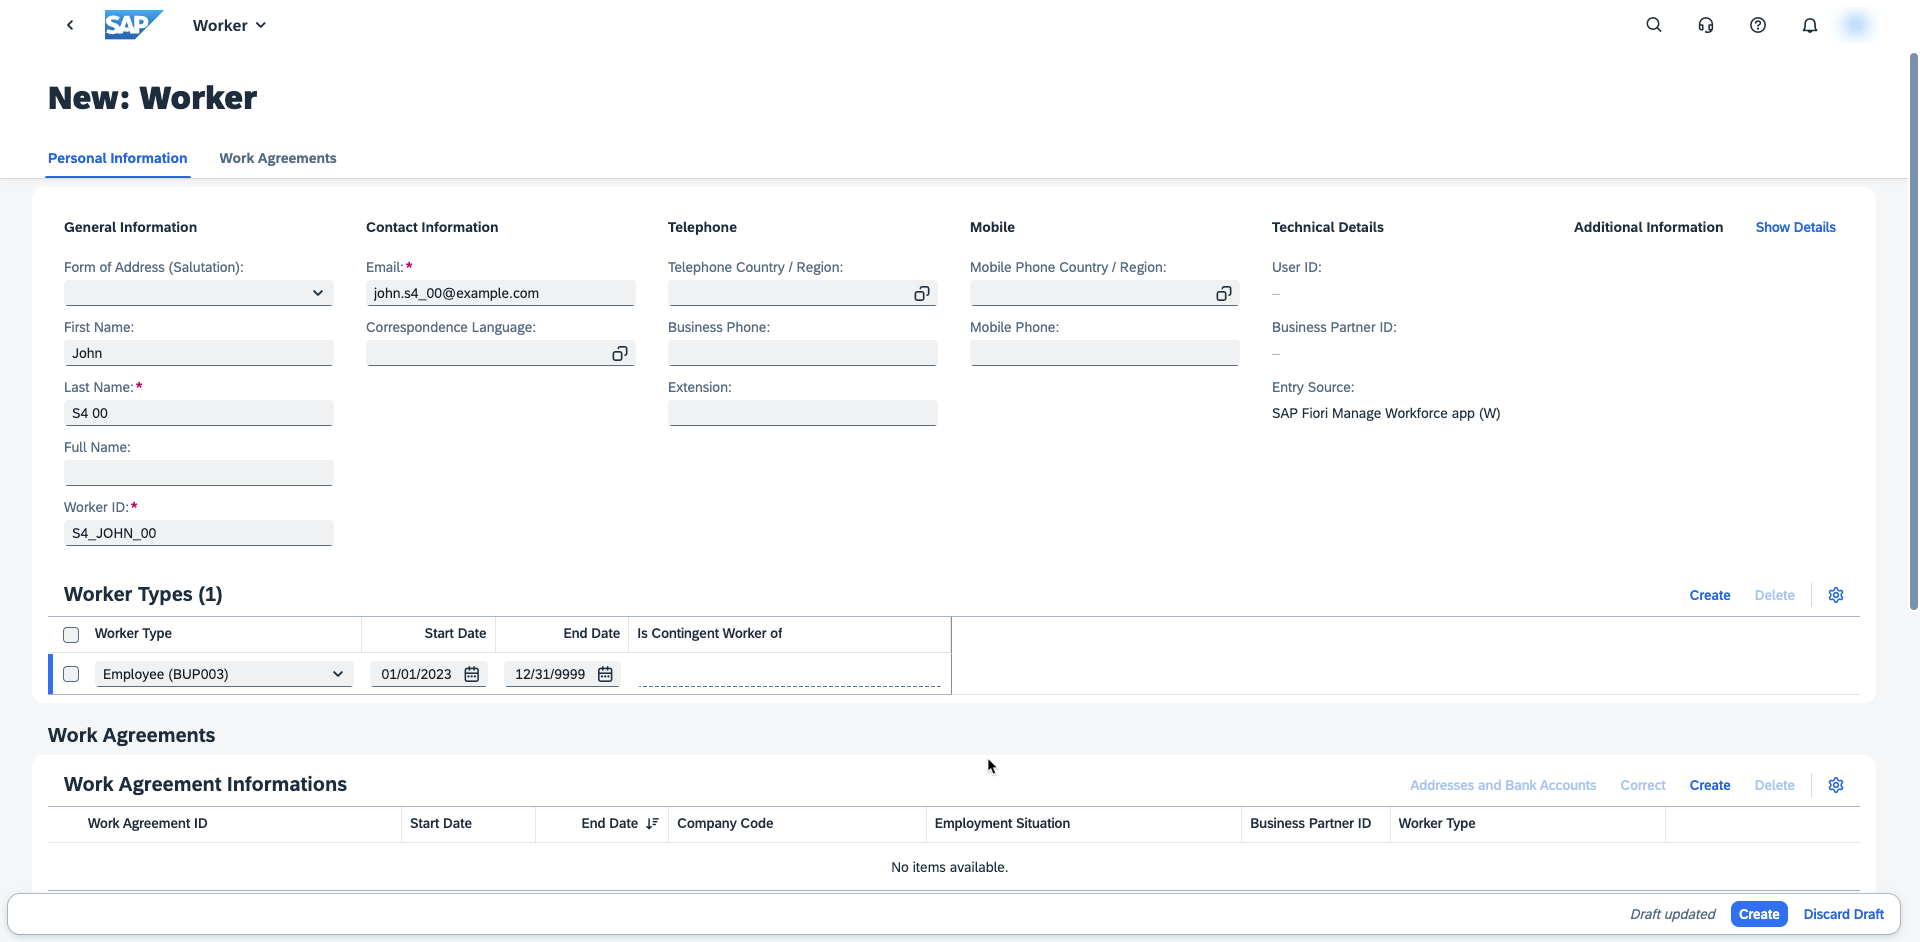 SAP Worker
New: Worker
Personal Information Work Agreements
General Information Contact Information Telephone Mobile Technical Details Additional Information Show Details
Form of Address (Salutation): Email:* Telephone Country / Region: Mobile Phone Country / Region: User ID:
john.s4_00@example.com –
First Name: Correspondence Language: Business Phone: Mobile Phone: Business Partner ID:
John –
Last Name:* Extension: Entry Source:
S4 00 SAP Fiori Manage Workforce app (W)
Full Name:
Worker ID:*
S4_JOHN_00
Worker Types (1) Create Delete
Worker Type Start Date End Date Is Contingent Worker of
Employee (BUP003) 01/01/2023 12/31/9999
Work Agreements
Work Agreement Informations Addresses and Bank Accounts Correct Create Delete
Work Agreement ID Start Date End Date Company Code Employment Situation Business Partner ID Worker Type
No items available.
Draft updated Create Discard Draft